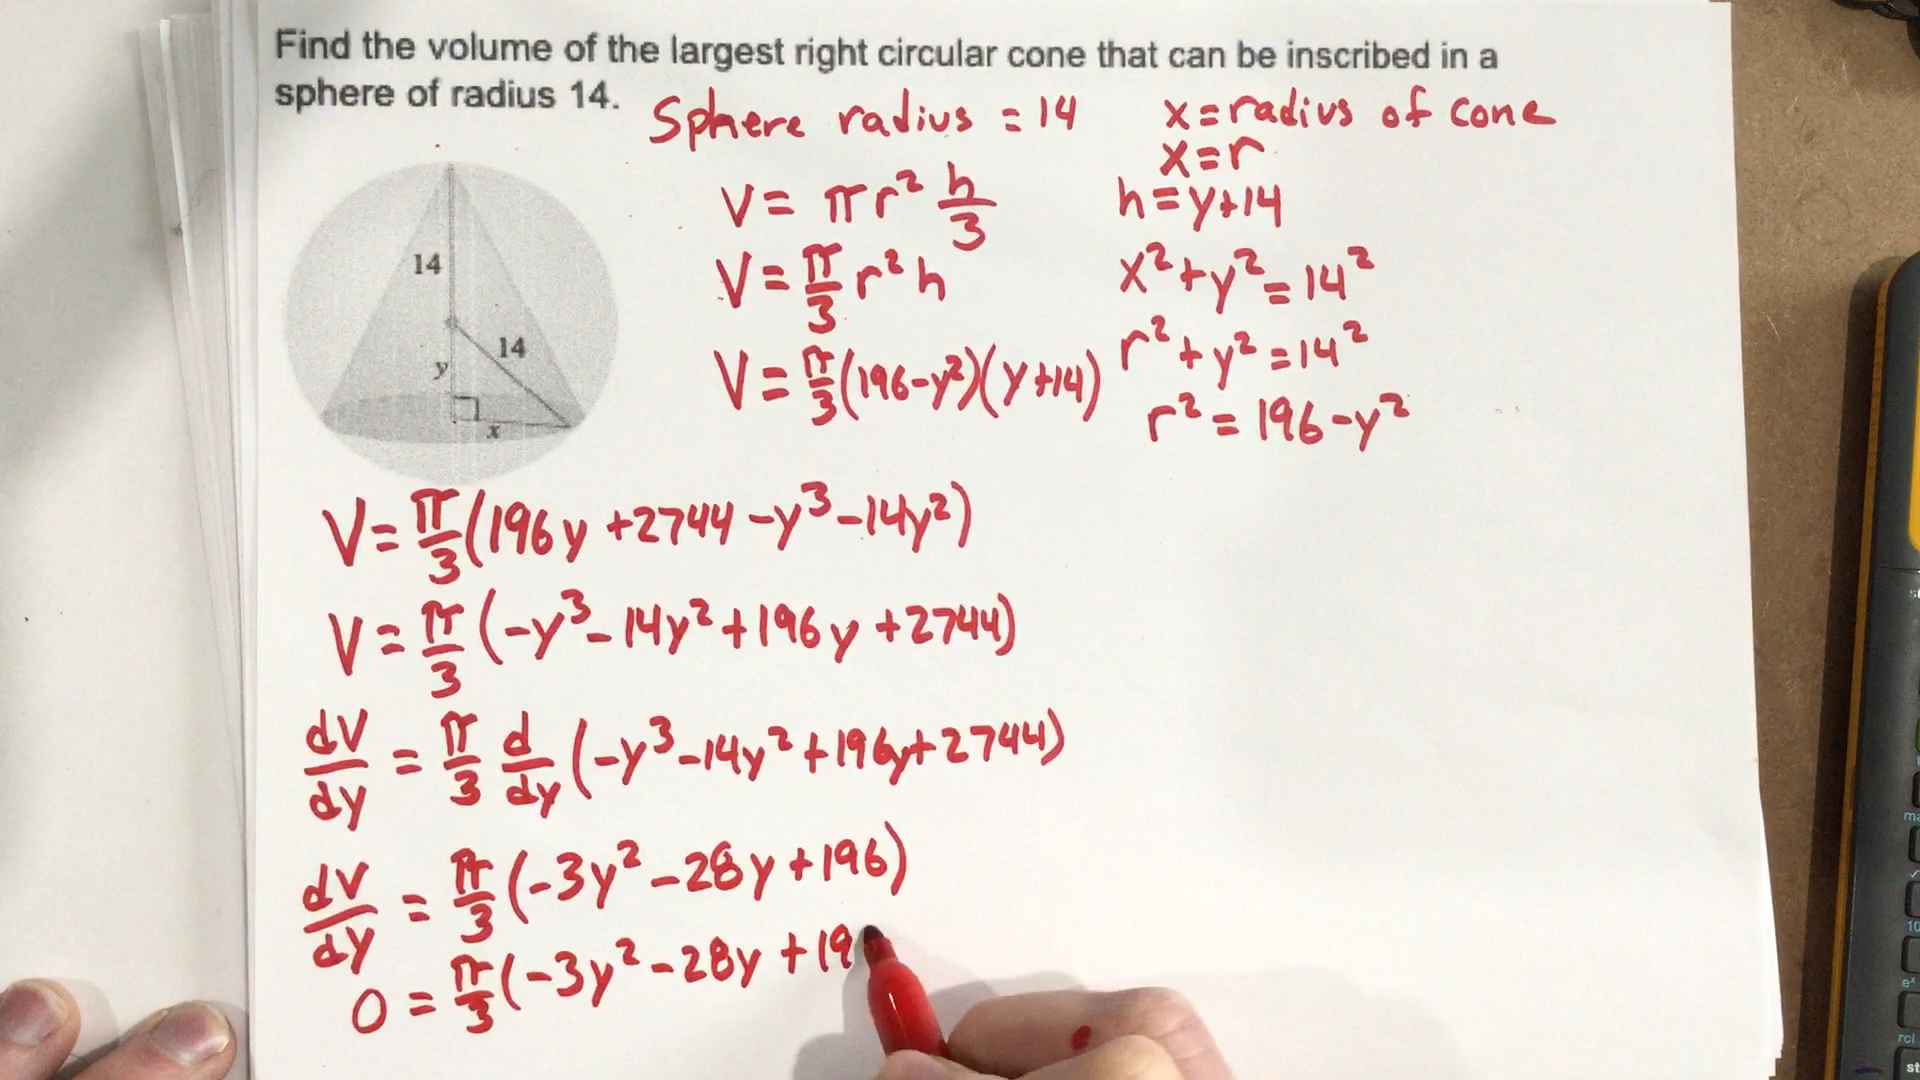 Find the volume of the largest right circular cone that can be inscribed in a
sphere of radius 14.
Sphere radius = 14
x = radius of cone
x = r
V = πr² h/3
h = y+14
V = π/3 r²h
x² + y² = 14²
V = π/3 (196-y²)(y+14)
r² + y² = 14²
r² = 196-y²
14
14
y
x
V = π/3 (196y + 2744 - y³ - 14y²)
V = π/3 (-y³ - 14y² + 196y + 2744)
dV/dy = π/3 d/dy (-y³ - 14y² + 196y + 2744)
dV/dy = π/3 (-3y² - 28y + 196)
0 = π/3 (-3y² - 28y + 19